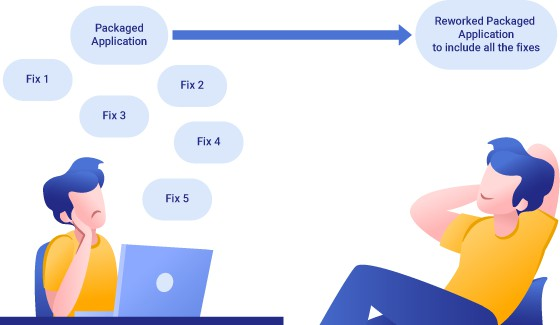 Packaged
Application
Reworked Packaged
Application
to include all the fixes
Fix 1
Fix 2
Fix 3
Fix 4
Fix 5